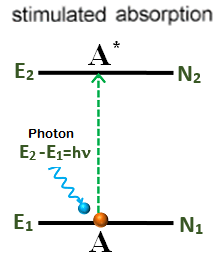 stimulated absorption
A*
E₂ N₂
Photon
E₂-E₁=hν
E₁ N₁
A